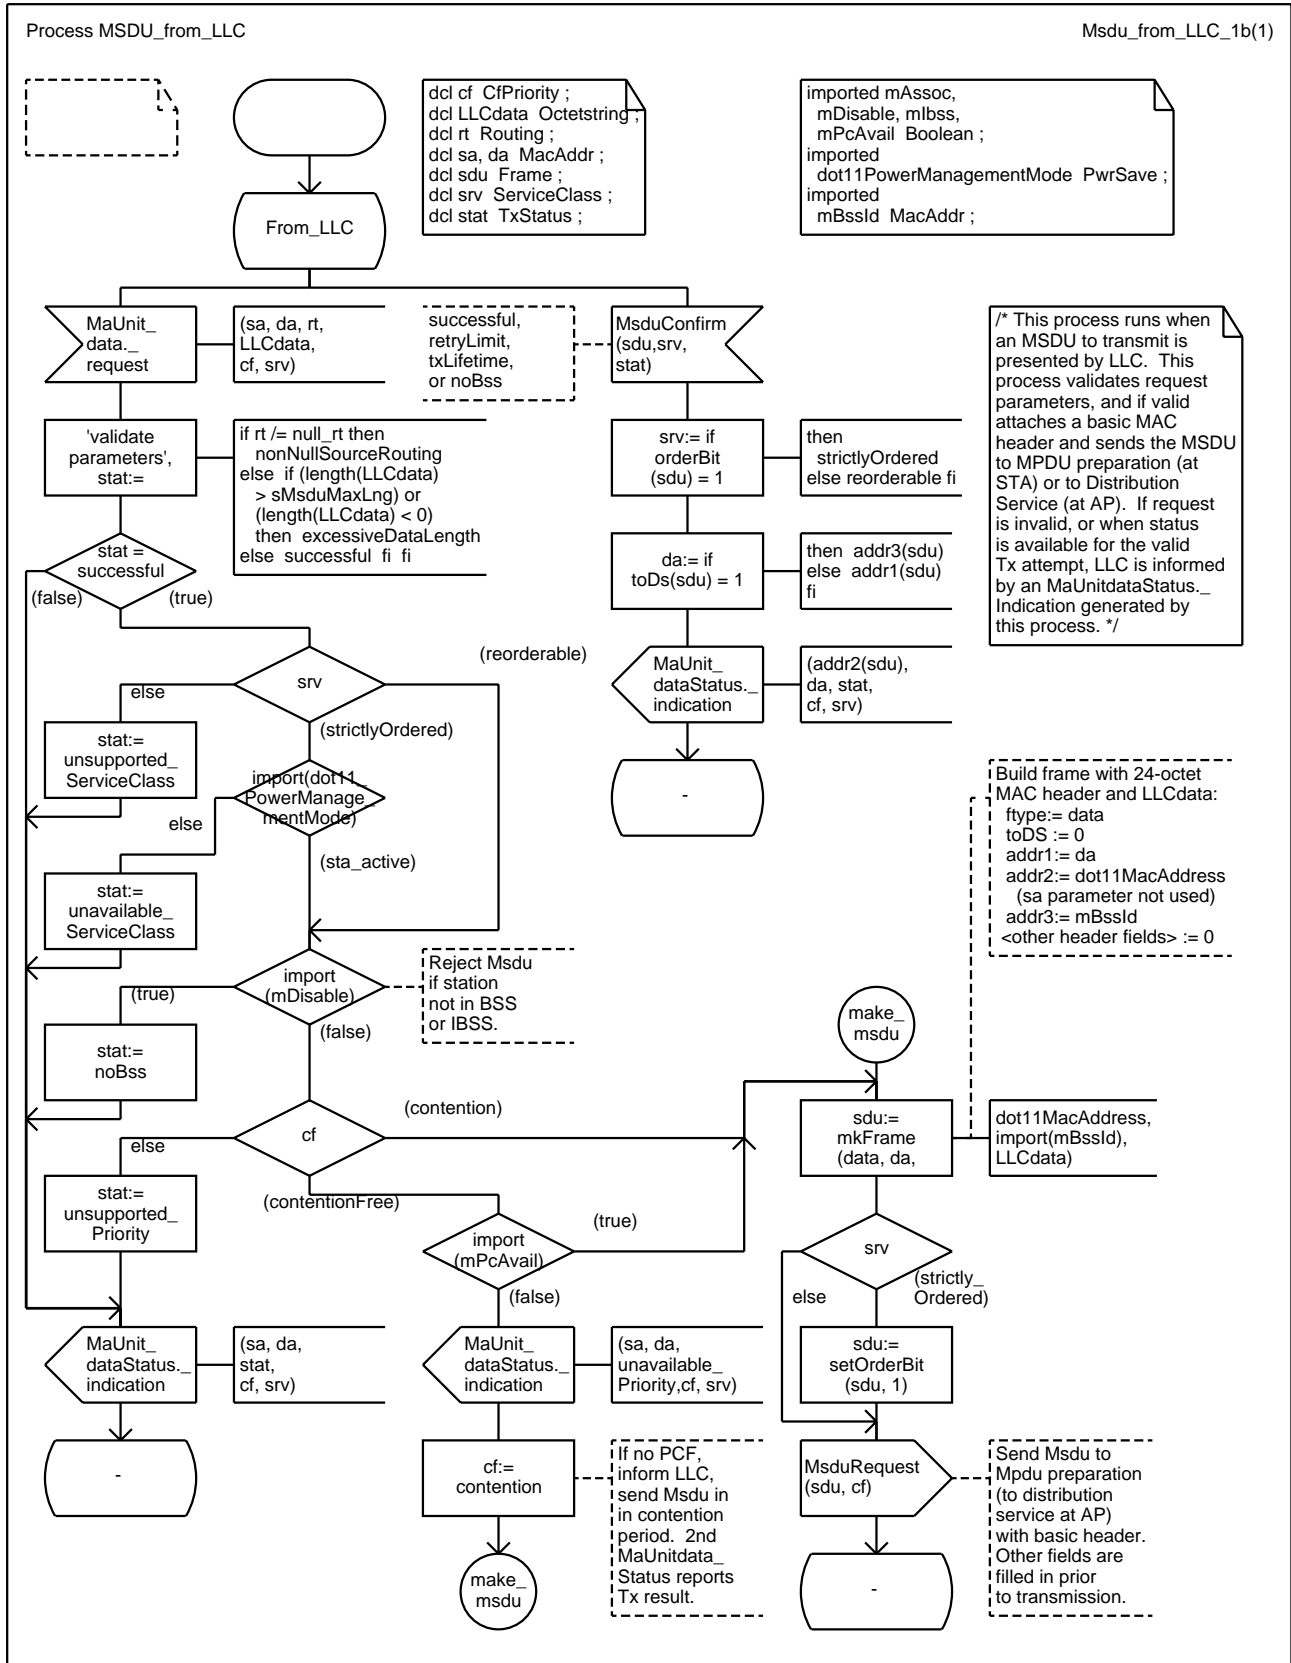 Process MSDU_from_LLC
Msdu_from_LLC_1b(1)
dcl cf  CfPriority ;
dcl LLCdata  Octetstring ;
dcl rt  Routing ;
dcl sa, da  MacAddr ;
dcl sdu  Frame ;
dcl srv  ServiceClass ;
dcl stat  TxStatus ;
imported mAssoc,
mDisable, mIbss,
mPcAvail  Boolean ;
imported
dot11PowerManagementMode  PwrSave ;
imported
mBssId  MacAddr ;
From_LLC
MaUnit_
data._
request
(sa, da, rt,
LLCdata,
cf, srv)
successful,
retryLimit,
txLifetime,
or noBss
MsduConfirm
(sdu,srv,
stat)
/* This process runs when
an MSDU to transmit is
presented by LLC.  This
process validates request
parameters, and if valid
attaches a basic MAC
header and sends the MSDU
to MPDU preparation (at
STA) or to Distribution
Service (at AP).  If request
is invalid, or when status
is available for the valid
Tx attempt, LLC is informed
by an MaUnitdataStatus._
Indication generated by
this process. */
'validate
parameters',
stat:=
if rt /= null_rt then
nonNullSourceRouting
else  if (length(LLCdata)
> sMsduMaxLng) or
(length(LLCdata) < 0)
then  excessiveDataLength
else  successful  fi  fi
srv:= if
orderBit
(sdu) = 1
then
strictlyOrdered
else reorderable fi
stat =
successful
(false)
(true)
da:= if
toDs(sdu) = 1
then  addr3(sdu)
else  addr1(sdu)
fi
srv
else
(reorderable)
(strictlyOrdered)
MaUnit_
dataStatus._
indication
(addr2(sdu),
da, stat,
cf, srv)
stat:=
unsupported_
ServiceClass
import(dot11_
PowerManage_
mentMode)
else
(sta_active)
-
Build frame with 24-octet
MAC header and LLCdata:
ftype:= data
toDS := 0
addr1:= da
addr2:= dot11MacAddress
(sa parameter not used)
addr3:= mBssId
<other header fields> := 0
stat:=
unavailable_
ServiceClass
import
(mDisable)
(true)
(false)
Reject Msdu
if station
not in BSS
or IBSS.
make_
msdu
stat:=
noBss
cf
(contention)
else
(contentionFree)
sdu:=
mkFrame
(data, da,
dot11MacAddress,
import(mBssId),
LLCdata)
stat:=
unsupported_
Priority
import
(mPcAvail)
(true)
(false)
srv
else
(strictly_
Ordered)
MaUnit_
dataStatus._
indication
(sa, da,
stat,
cf, srv)
MaUnit_
dataStatus._
indication
(sa, da,
unavailable_
Priority,cf, srv)
sdu:=
setOrderBit
(sdu, 1)
-
cf:=
contention
If no PCF,
inform LLC,
send Msdu in
in contention
period.  2nd
MaUnitdata_
Status reports
Tx result.
MsduRequest
(sdu, cf)
Send Msdu to
Mpdu preparation
(to distribution
service at AP)
with basic header.
Other fields are
filled in prior
to transmission.
make_
msdu
-